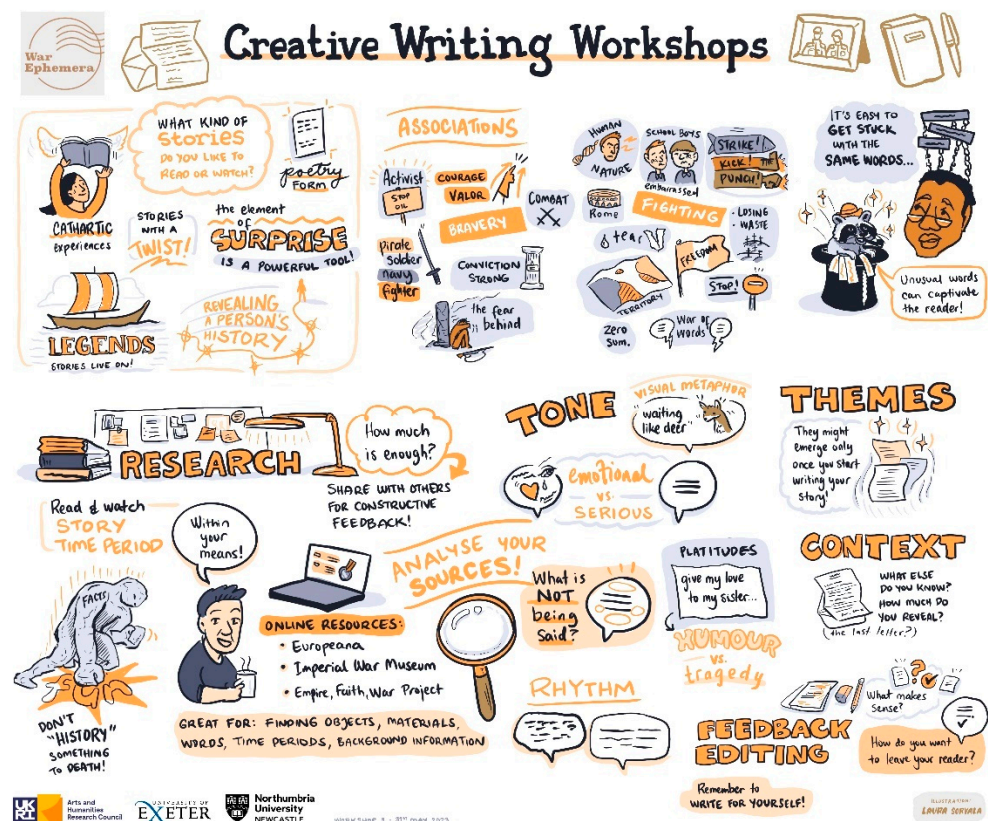 War
Ephemera
Creative Writing Workshops
WHAT KIND OF
stories
DO YOU LIKE TO
READ OR WATCH?
poetry
FORM
CATHARTIC
experiences
STORIES
WITH A
TWIST!
the element
of
SURPRISE
IS A POWERFUL TOOL!
LEGENDS
STORIES LIVE ON!
REVEALING
A PERSON'S
HISTORY
ASSOCIATIONS
Activist
STOP
OIL
COURAGE
VALOR
BRAVERY
COMBAT
pirate
soldier
navy
fighter
CONVICTION
STRONG
the fear
behind
HUMAN
NATURE
SCHOOL BOYS
embarrassed
STRIKE!
KICK!
PUNCH!
Rome
FIGHTING
• LOSING
• WASTE
tear
FREEDOM
TERRITORY
STOP!
Zero
Sum.
War of
Words
IT'S EASY TO
GET STUCK
WITH THE
SAME WORDS...
Unusual words
can captivate
the reader!
RESEARCH
How much
is enough?
SHARE WITH OTHERS
FOR CONSTRUCTIVE
FEEDBACK!
Read & watch
STORY
TIME PERIOD
Within
your
means!
FACTS
DON'T
"HISTORY"
SOMETHING
TO DEATH!
ANALYSE YOUR
SOURCES!
ONLINE RESOURCES:
• Europeana
• Imperial War Museum
• Empire, Faith, War Project
GREAT FOR: FINDING OBJECTS, MATERIALS,
WORDS, TIME PERIODS, BACKGROUND INFORMATION
TONE
VISUAL METAPHOR
"waiting
like deer"
emotional
vs.
SERIOUS
What is
NOT
being
said?
PLATITUDES
give my love
to my sister...
HUMOUR
vs.
tragedy
RHYTHM
THEMES
They might
emerge only
once you start
writing your
story!
CONTEXT
WHAT ELSE
DO YOU KNOW?
HOW MUCH DO
YOU REVEAL?
(the last letter?)
FEEDBACK
EDITING
What makes
sense?
How do you want
to leave your reader?
Remember to
WRITE FOR YOURSELF!
UK
RI
Arts and
Humanities
Research Council
UNIVERSITY OF
EXETER
Northumbria
University
NEWCASTLE
ILLUSTRATION:
LAURA SORVALA